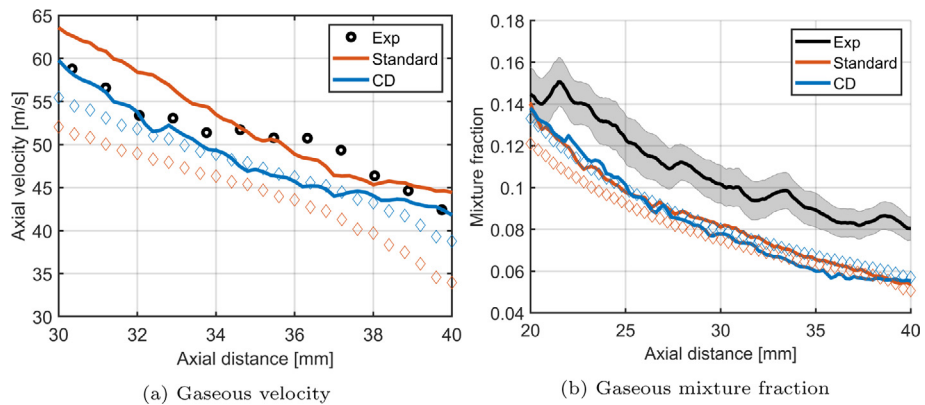 65
60
55
50
45
40
35
30
30 32 34 36 38 40
Axial velocity [m/s]
Axial distance [mm]
Exp
Standard
CD
(a) Gaseous velocity
0.18
0.16
0.14
0.12
0.1
0.08
0.06
0.04
20 25 30 35 40
Mixture fraction
Axial distance [mm]
Exp
Standard
CD
(b) Gaseous mixture fraction